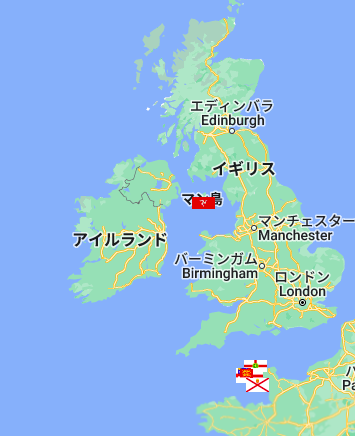 エディンバラ
Edinburgh
イギリス
マン島
マンチェスター
Manchester
アイルランド
バーミンガム
Birmingham
ロンドン
London
Pa